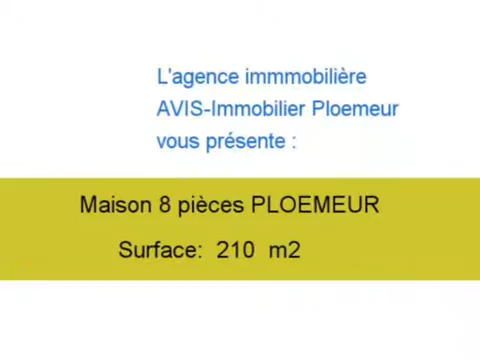 L'agence immmobilière
AVIS-Immobilier Ploemeur
vous présente :
Maison 8 pièces PLOEMEUR
Surface: 210 m2